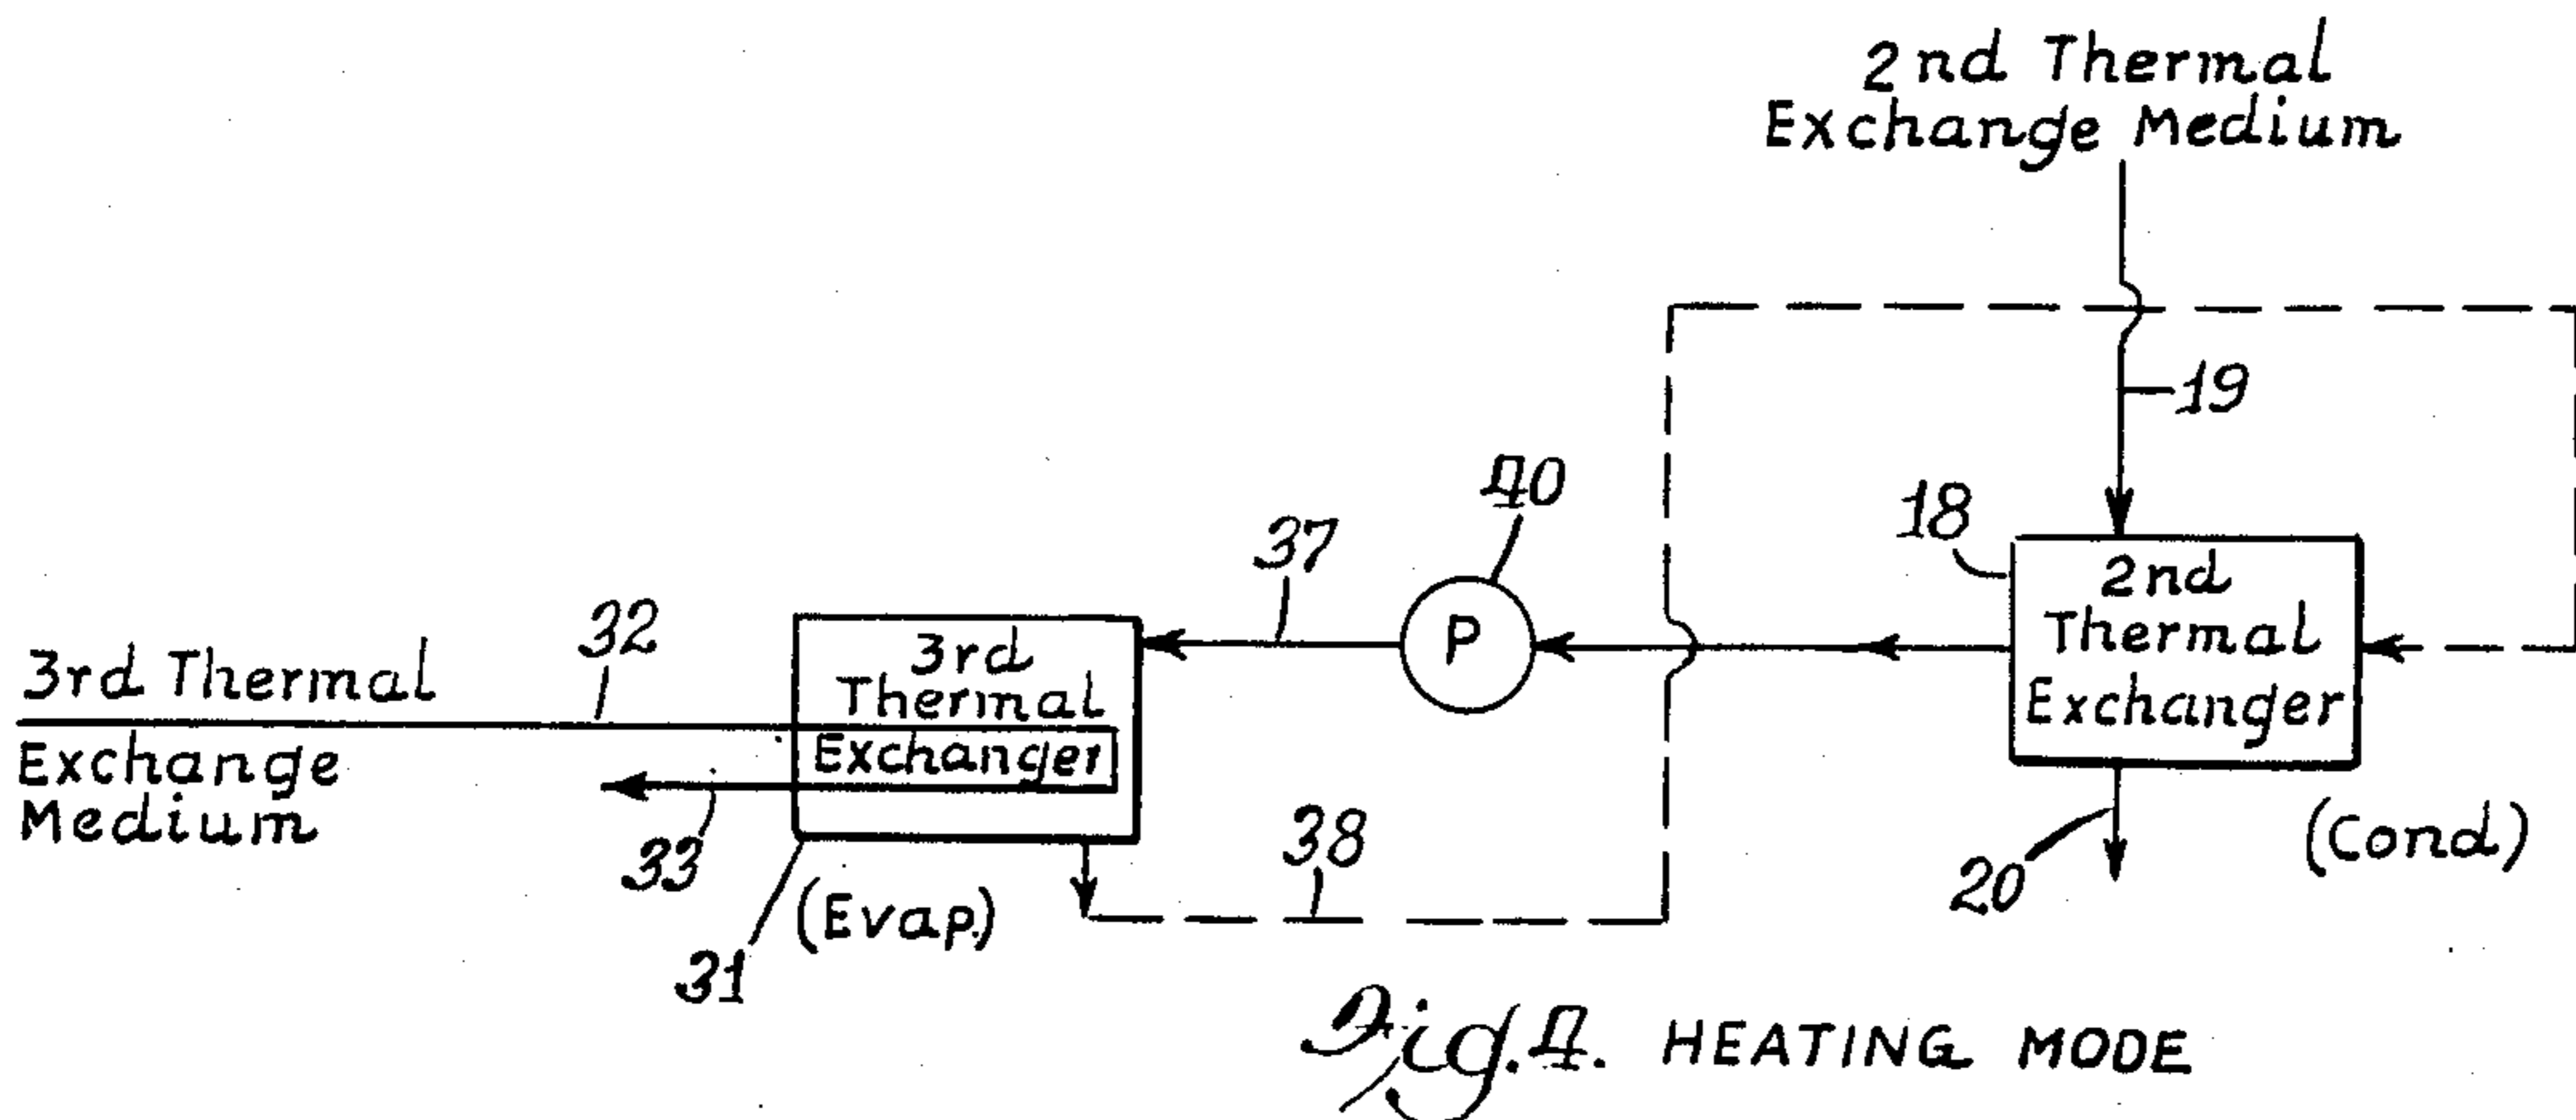 2nd Thermal
Exchange Medium
19
40
18
37
2nd
Thermal
Exchanger
P
32
3rd Thermal
Exchange
Medium
3rd
Thermal
Exchanger
33
38
(Evap.)
31
20
(Cond)
Fig. 4. HEATING MODE